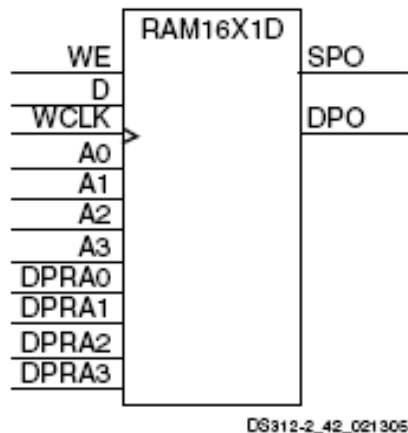 RAM16X1D
WE
SPO
D
WCLK
DPO
A0
A1
A2
A3
DPRA0
DPRA1
DPRA2
DPRA3
DS312-2_42_021305